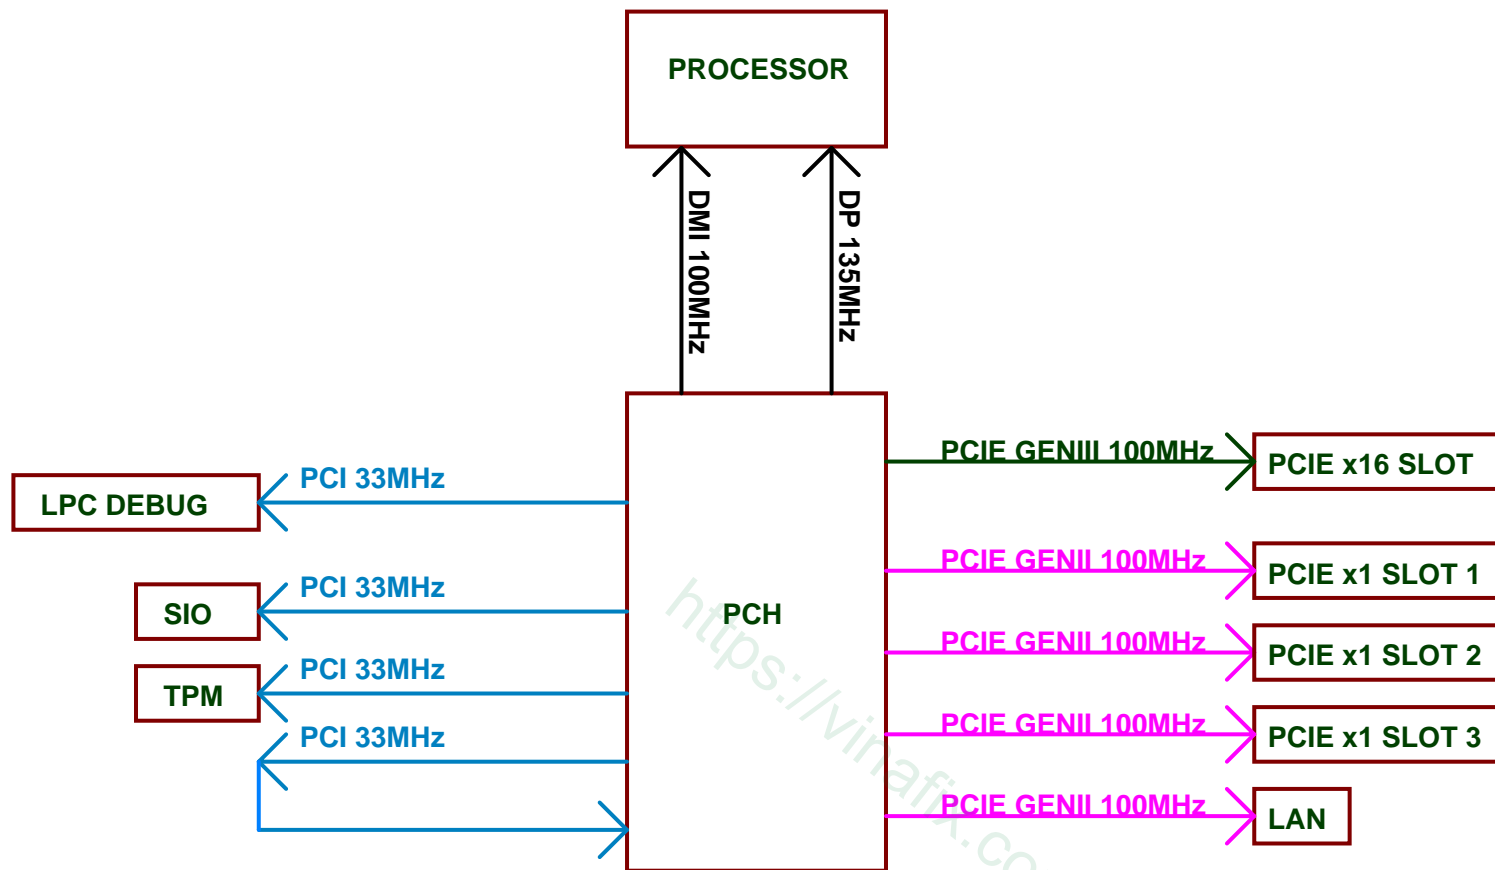 PROCESSOR
DMI 100MHz
DP 135MHz
PCIE GENIII 100MHz
PCIE x16 SLOT
PCI 33MHz
LPC DEBUG
PCIE GENII 100MHz
PCIE x1 SLOT 1
PCI 33MHz
SIO
PCH
PCIE GENII 100MHz
PCIE x1 SLOT 2
PCI 33MHz
TPM
PCIE GENII 100MHz
PCIE x1 SLOT 3
PCI 33MHz
PCIE GENII 100MHz
LAN
https://vinafix.co